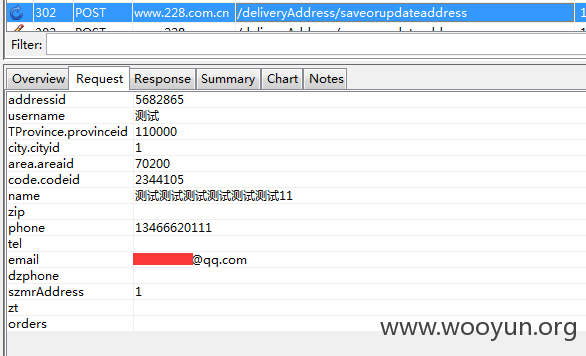 302 POST www.228.com.cn /deliveryAddress/saveorupdateaddress
Filter:
Overview Request Response Summary Chart Notes
addressid 5682865
username 测试
TProvince.provinceid 110000
city.cityid 1
area.areaid 70200
code.codeid 2344105
name 测试测试测试测试测试测试11
zip
phone 13466620111
tel
email @qq.com
dzphone
szmrAddress 1
zt
orders
www.wooyun.org